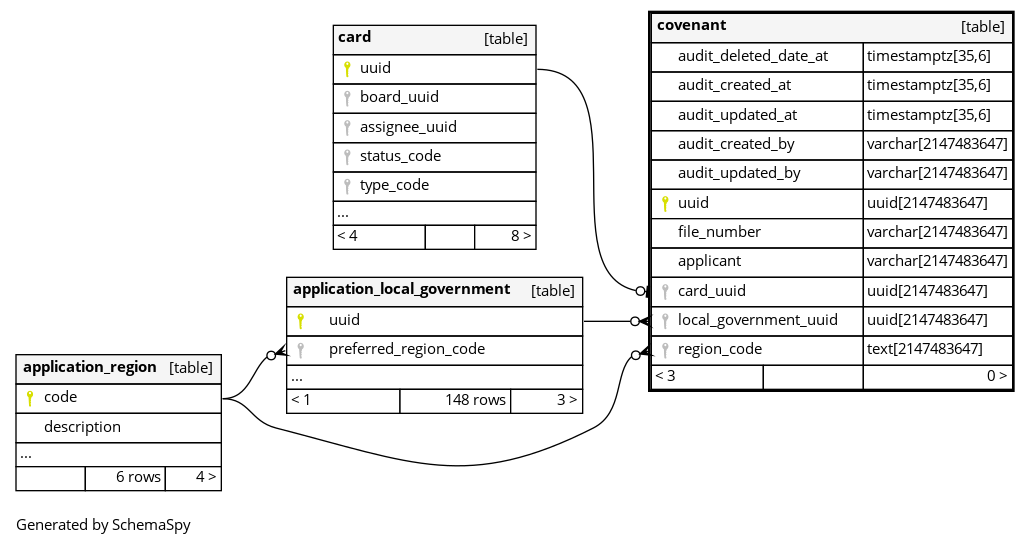 card [table]
uuid
board_uuid
assignee_uuid
status_code
type_code
...
< 4 8 >
covenant [table]
audit_deleted_date_at timestamptz[35,6]
audit_created_at timestamptz[35,6]
audit_updated_at timestamptz[35,6]
audit_created_by varchar[2147483647]
audit_updated_by varchar[2147483647]
uuid uuid[2147483647]
file_number varchar[2147483647]
applicant varchar[2147483647]
card_uuid uuid[2147483647]
local_government_uuid uuid[2147483647]
region_code text[2147483647]
< 3 0 >
application_local_government [table]
uuid
preferred_region_code
...
< 1 148 rows 3 >
application_region [table]
code
description
...
6 rows 4 >
Generated by SchemaSpy